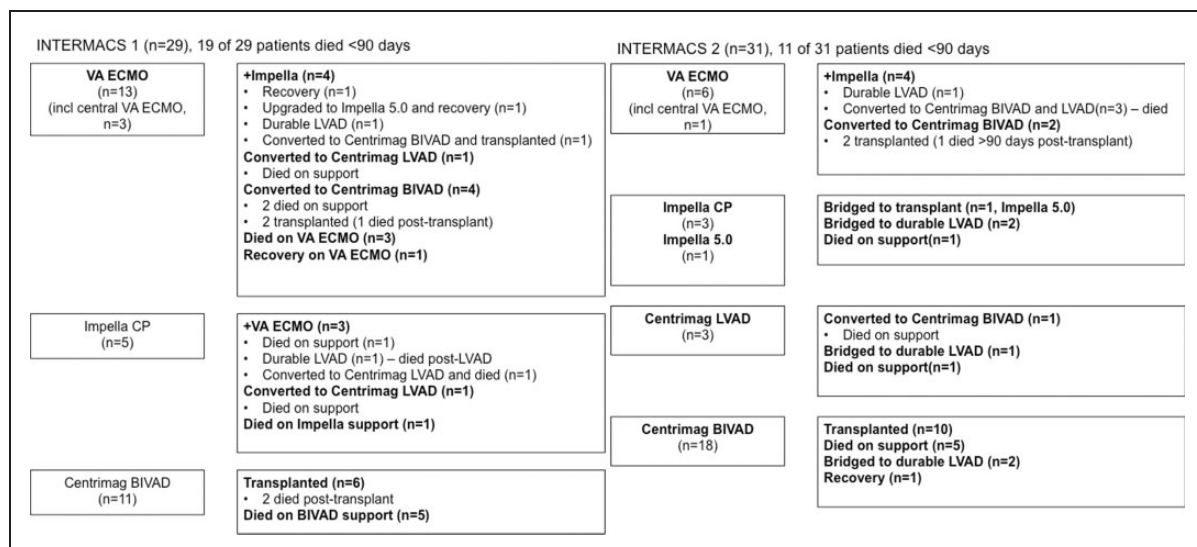 INTERMACS 1 (n=29), 19 of 29 patients died <90 days
VA ECMO
(n=13)
(incl central VA ECMO,
n=3)
+Impella (n=4)
• Recovery (n=1)
• Upgraded to Impella 5.0 and recovery (n=1)
• Durable LVAD (n=1)
• Converted to Centrimag BIVAD and transplanted (n=1)
Converted to Centrimag LVAD (n=1)
• Died on support
Converted to Centrimag BIVAD (n=4)
• 2 died on support
• 2 transplanted (1 died post-transplant)
Died on VA ECMO (n=3)
Recovery on VA ECMO (n=1)
Impella CP
(n=5)
+VA ECMO (n=3)
• Died on support (n=1)
• Durable LVAD (n=1) – died post-LVAD
• Converted to Centrimag LVAD and died (n=1)
Converted to Centrimag LVAD (n=1)
• Died on support
Died on Impella support (n=1)
Centrimag BIVAD
(n=11)
Transplanted (n=6)
• 2 died post-transplant
Died on BIVAD support (n=5)
INTERMACS 2 (n=31), 11 of 31 patients died <90 days
VA ECMO
(n=6)
(incl central VA ECMO,
n=1)
+Impella (n=4)
• Durable LVAD (n=1)
• Converted to Centrimag BIVAD and LVAD(n=3) – died
Converted to Centrimag BIVAD (n=2)
• 2 transplanted (1 died >90 days post-transplant)
Impella CP
(n=3)
Impella 5.0
(n=1)
Bridged to transplant (n=1, Impella 5.0)
Bridged to durable LVAD (n=2)
Died on support(n=1)
Centrimag LVAD
(n=3)
Converted to Centrimag BIVAD (n=1)
• Died on support
Bridged to durable LVAD (n=1)
Died on support(n=1)
Centrimag BIVAD
(n=18)
Transplanted (n=10)
Died on support (n=5)
Bridged to durable LVAD (n=2)
Recovery (n=1)